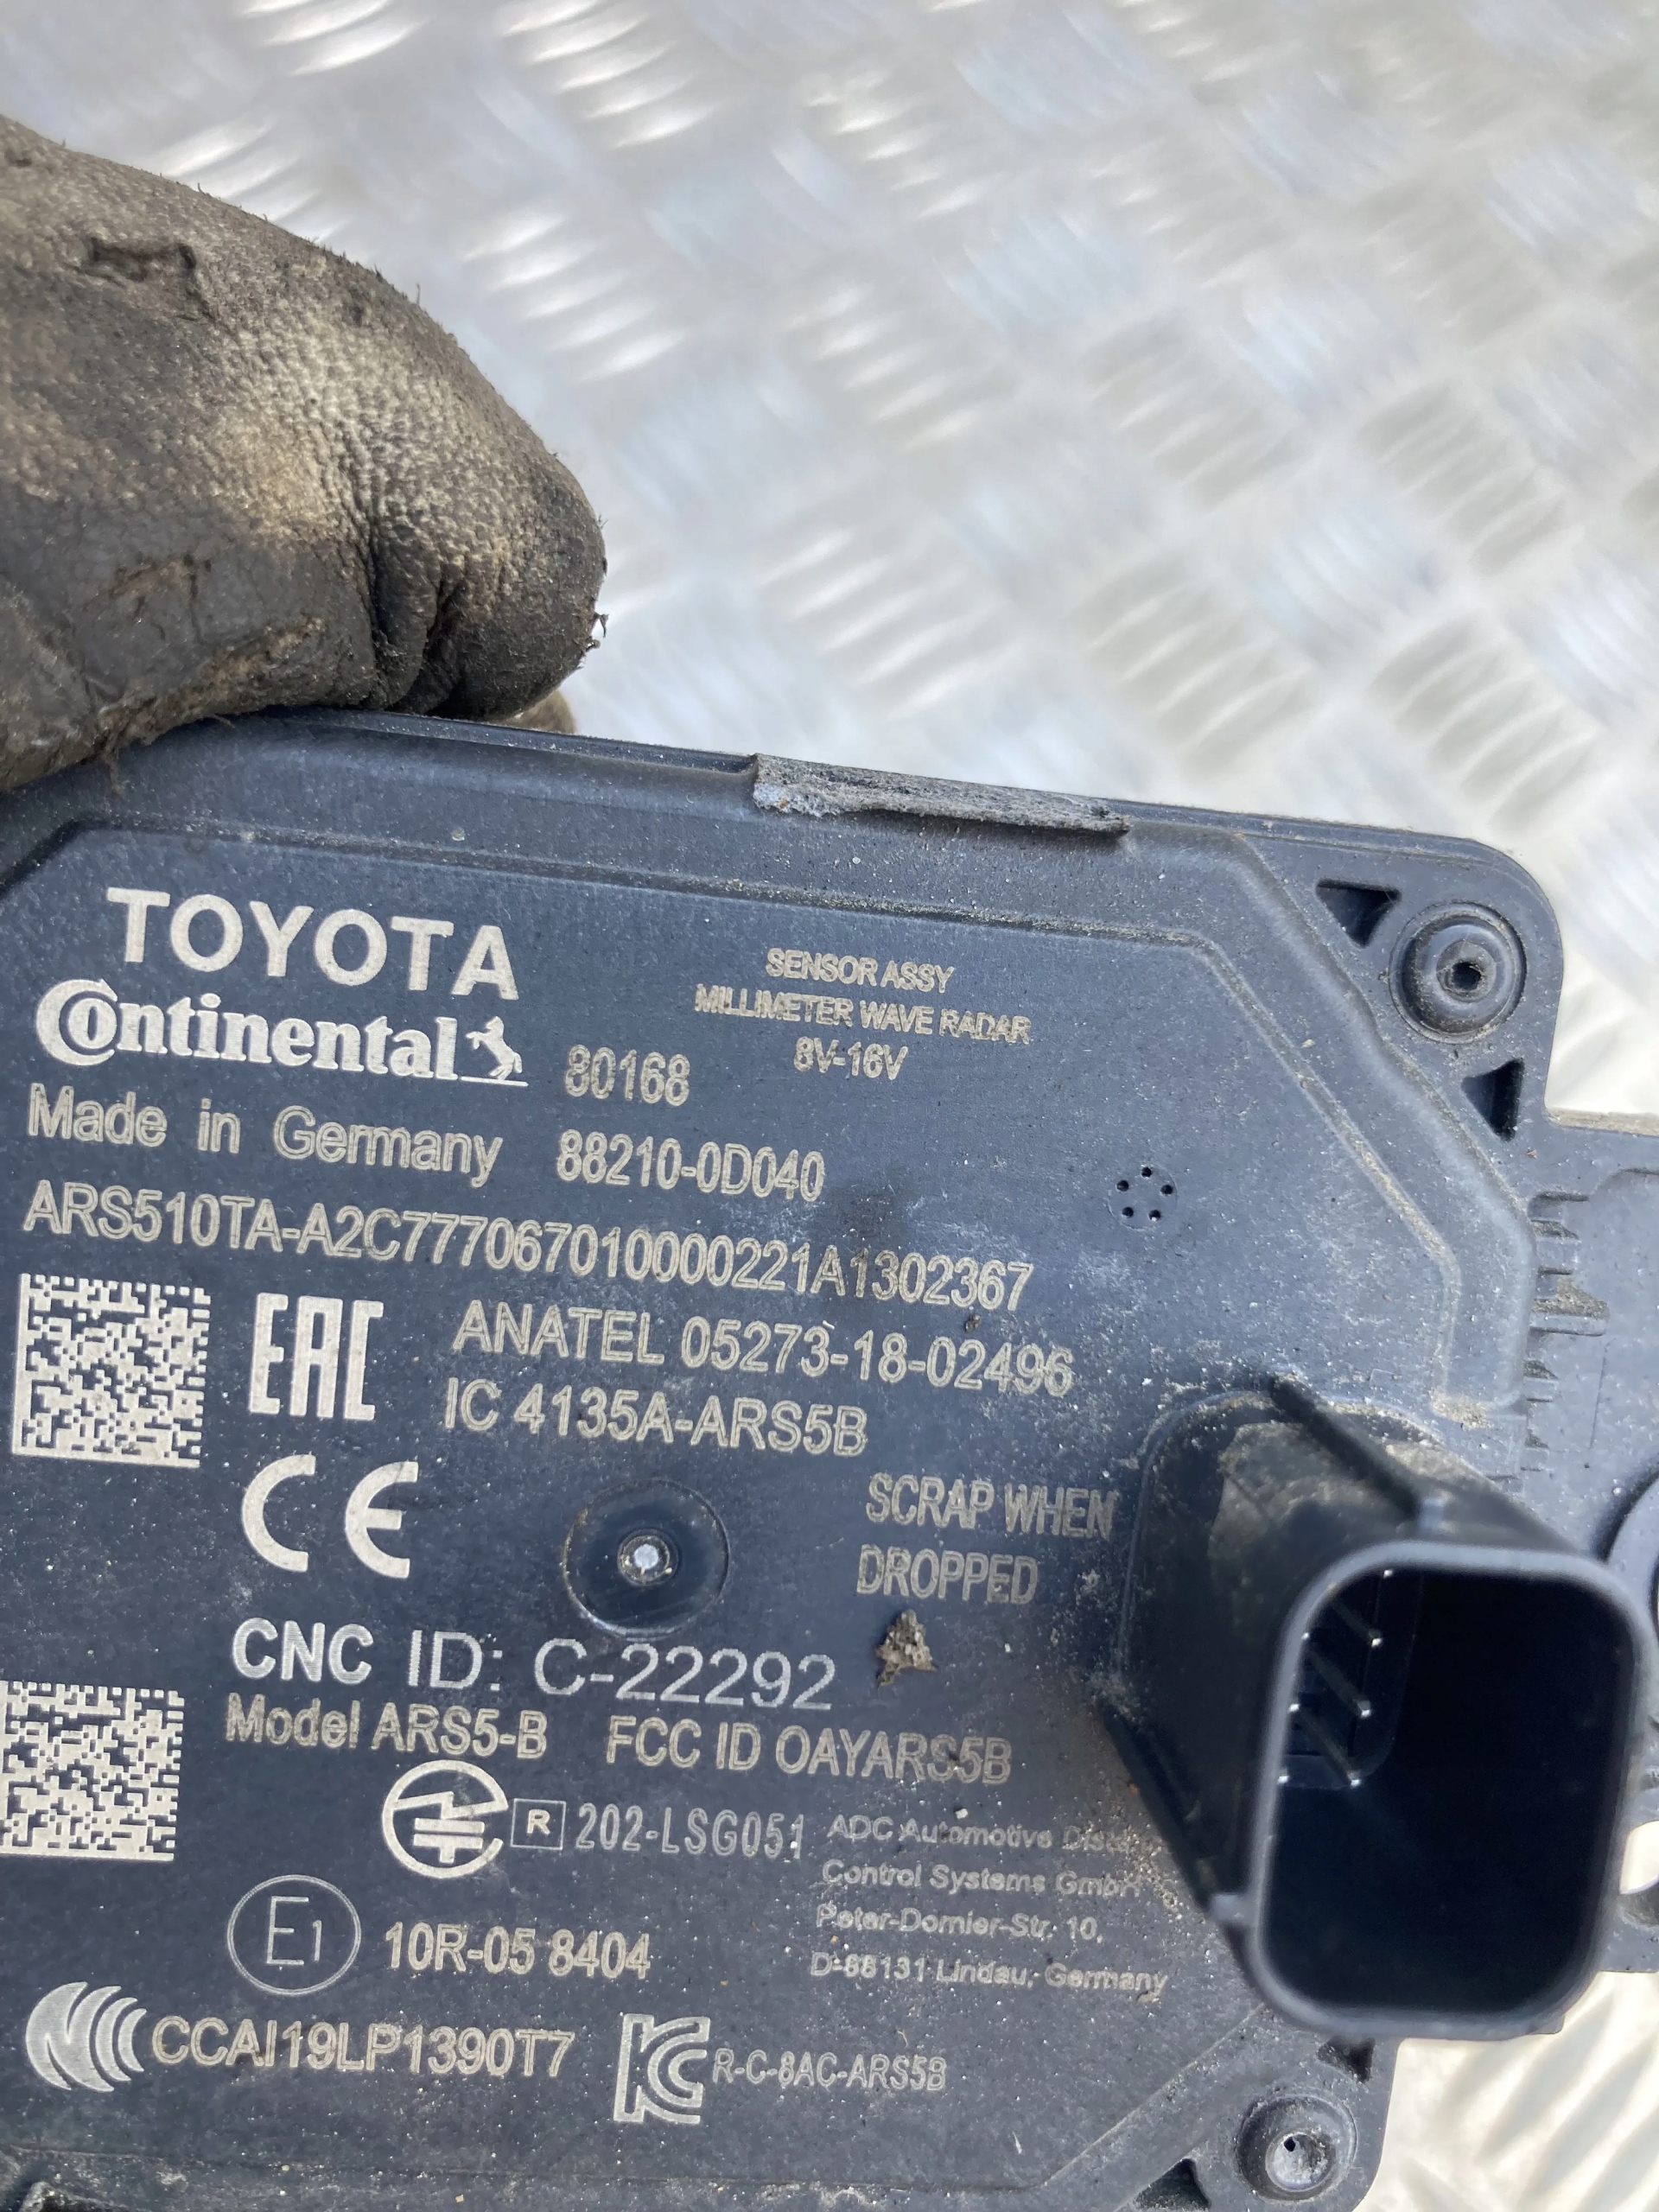 TOYOTA
SENSOR ASSY
MILLIMETER WAVE RADAR
8V-16V
Continental
80168
Made in Germany 88210-0D040
ARS510TA-A2C7770670100000221A1302367
EAC ANATEL 05273-18-02496
IC 4135A-ARS5B
CE
SCRAP WHEN
DROPPED
CNC ID: C-22292
Model ARS5-B FCC ID OAYARS5B
R 202-LSG051
ADC Automotive
Control Systems GmbH
Peter-Dornier-Str. 10,
D-88131 Lindau, Germany
E1 10R-05 8404
CCAI19LP1390T7
KC R-C-8AC-ARS5B